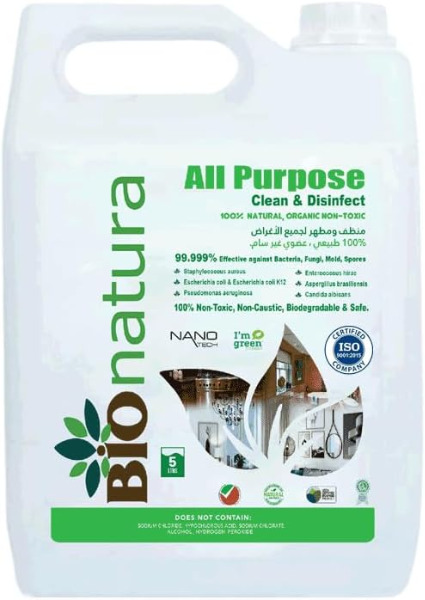 BIOnatura
All Purpose
Clean & Disinfect
100% NATURAL, ORGANIC NON-TOXIC
منظف ومطهر لجميع الأغراض
100% طبيعي ، عضوي غير سام.
99.999% Effective against Bacteria, Fungi, Mold, Spores
Staphylococcus aureus
Enterococcus hirae
Escherichia coli & Escherichia coli K12
Aspergillus brasiliensis
Pseudomonas aeruginosa
Candida albicans
100% Non-Toxic, Non-Caustic, Biodegradable & Safe.
NANO
TECH
I'm
green
CERTIFIED
ISO
9001:2015
COMPANY
5
LITRE
DOES NOT CONTAIN:
SODIUM CHLORIDE, HYPOCHLOROUS ACID, SODIUM CHLORATE,
ALCOHOL, HYDROGEN PEROXIDE